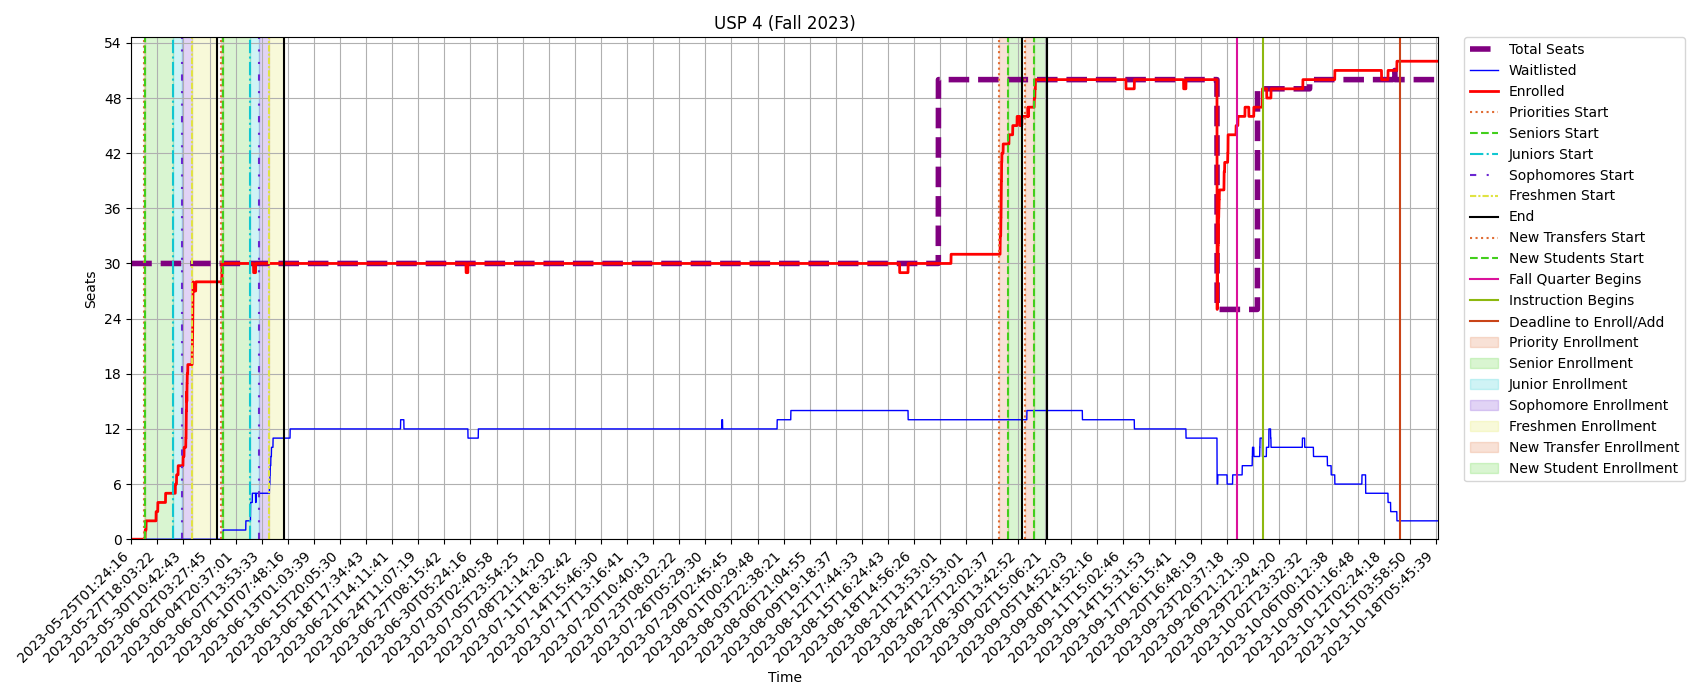 USP 4 (Fall 2023)
54
48
42
36
30
24
18
12
6
0
Seats
2023-05-25T01:24:16
2023-05-27T18:03:22
2023-05-30T10:42:43
2023-06-02T03:27:45
2023-06-04T20:37:01
2023-06-07T13:53:33
2023-06-10T07:48:16
2023-06-13T01:03:39
2023-06-15T20:05:30
2023-06-18T17:34:43
2023-06-21T14:11:41
2023-06-24T11:07:19
2023-06-27T08:15:42
2023-06-30T05:24:16
2023-07-03T02:40:58
2023-07-05T23:54:25
2023-07-08T21:14:20
2023-07-11T18:32:42
2023-07-14T15:46:30
2023-07-17T13:16:41
2023-07-20T10:40:13
2023-07-23T08:02:22
2023-07-26T05:29:30
2023-07-29T02:45:45
2023-08-01T00:29:48
2023-08-03T22:38:21
2023-08-06T21:04:55
2023-08-09T19:18:37
2023-08-12T17:44:33
2023-08-15T16:24:43
2023-08-18T14:56:26
2023-08-21T13:53:01
2023-08-24T12:53:01
2023-08-27T12:02:37
2023-08-30T13:42:52
2023-09-02T15:06:21
2023-09-05T14:52:03
2023-09-08T14:52:16
2023-09-11T15:02:46
2023-09-14T15:31:53
2023-09-17T16:15:41
2023-09-20T16:48:19
2023-09-23T20:37:18
2023-09-26T21:21:30
2023-09-29T22:24:20
2023-10-02T23:32:32
2023-10-06T00:12:38
2023-10-09T01:16:48
2023-10-12T02:24:18
2023-10-15T03:58:50
2023-10-18T05:45:39
Time
Total Seats
Waitlisted
Enrolled
Priorities Start
Seniors Start
Juniors Start
Sophomores Start
Freshmen Start
End
New Transfers Start
New Students Start
Fall Quarter Begins
Instruction Begins
Deadline to Enroll/Add
Priority Enrollment
Senior Enrollment
Junior Enrollment
Sophomore Enrollment
Freshmen Enrollment
New Transfer Enrollment
New Student Enrollment